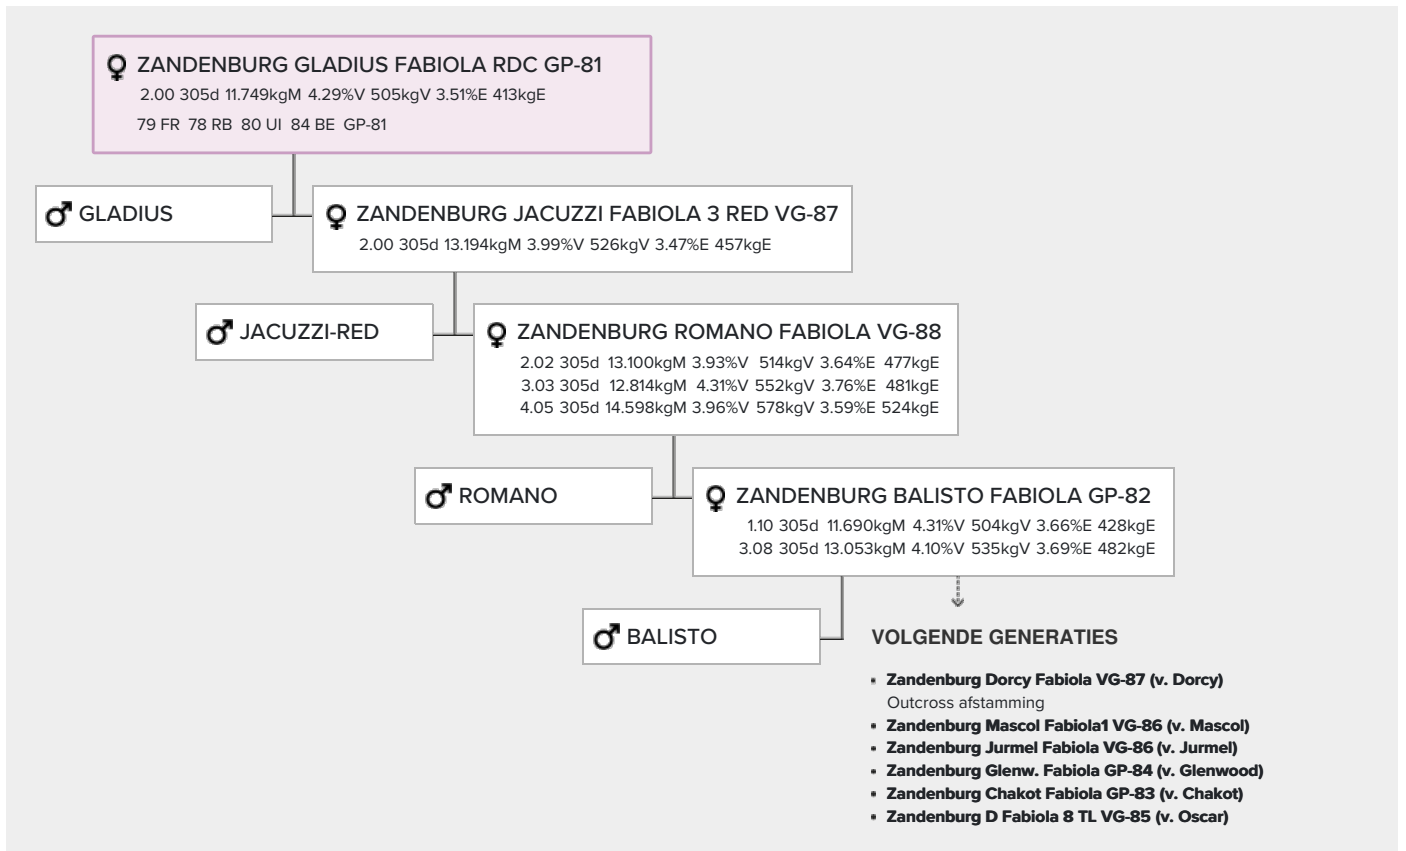 ZANDENBURG GLADIUS FABIOLA RDC GP-81
2.00 305d 11.749kgM 4.29%V 505kgV 3.51%E 413kgE
79 FR 78 RB 80 UI 84 BE GP-81
GLADIUS
ZANDENBURG JACUZZI FABIOLA 3 RED VG-87
2.00 305d 13.194kgM 3.99%V 526kgV 3.47%E 457kgE
JACUZZI-RED
ZANDENBURG ROMANO FABIOLA VG-88
2.02 305d 13.100kgM 3.93%V 514kgV 3.64%E 477kgE
3.03 305d 12.814kgM 4.31%V 552kgV 3.76%E 481kgE
4.05 305d 14.598kgM 3.96%V 578kgV 3.59%E 524kgE
ROMANO
ZANDENBURG BALISTO FABIOLA GP-82
1.10 305d 11.690kgM 4.31%V 504kgV 3.66%E 428kgE
3.08 305d 13.053kgM 4.10%V 535kgV 3.69%E 482kgE
BALISTO
VOLGENDE GENERATIES
• Zandenburg Dorcy Fabiola VG-87 (v. Dorcy)
Outcross afstamming
• Zandenburg Mascol Fabiola1 VG-86 (v. Mascol)
• Zandenburg Jurmel Fabiola VG-86 (v. Jurmel)
• Zandenburg Glenw. Fabiola GP-84 (v. Glenwood)
• Zandenburg Chakot Fabiola GP-83 (v. Chakot)
• Zandenburg D Fabiola 8 TL VG-85 (v. Oscar)